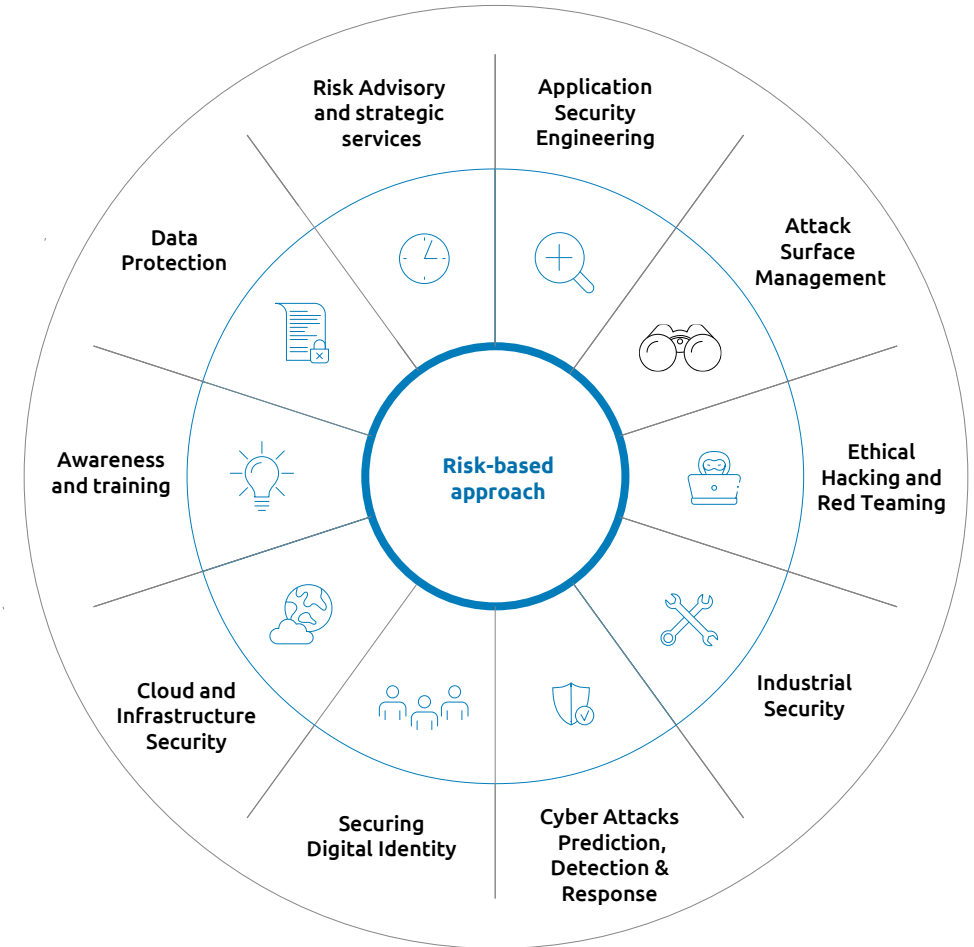 Risk Advisory
and strategic
services
Application
Security
Engineering
Attack
Surface
Management
Ethical
Hacking and
Red Teaming
Industrial
Security
Cyber Attacks
Prediction,
Detection &
Response
Securing
Digital Identity
Cloud and
Infrastructure
Security
Awareness
and training
Data
Protection
Risk-based
approach